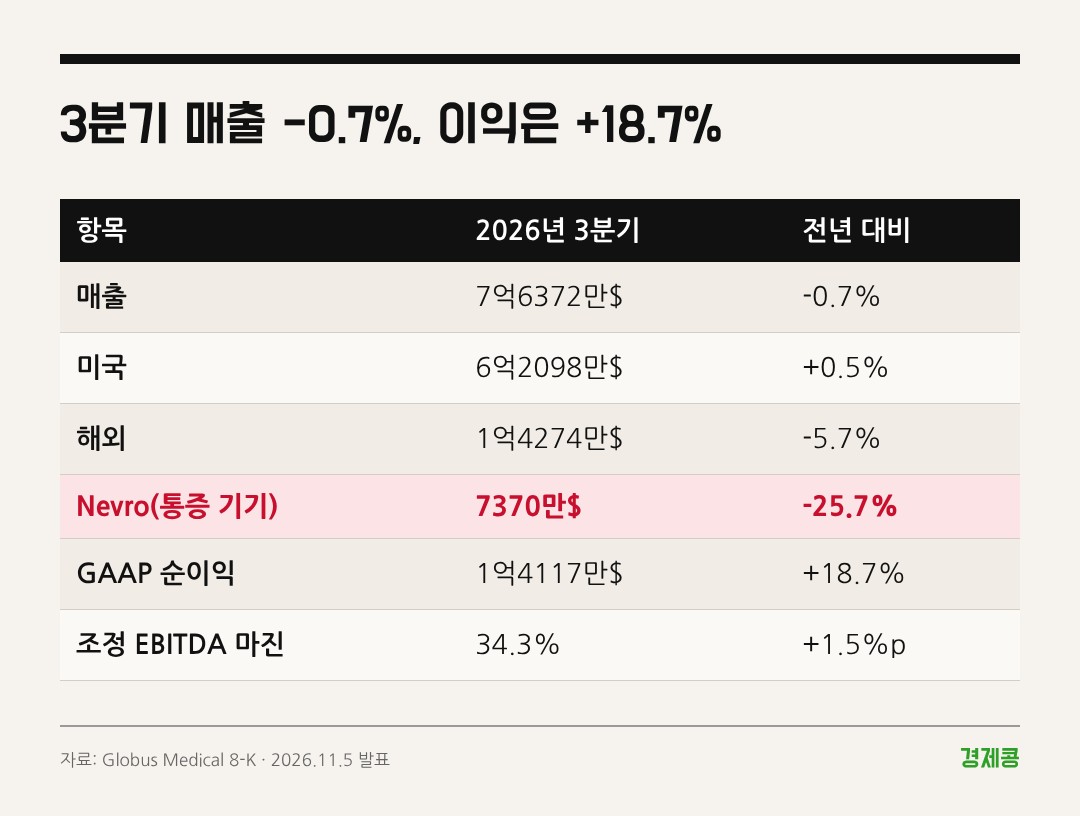 3분기 매출 -0.7%, 이익은 +18.7%
항목 2026년 3분기 전년 대비
매출 7억6372만$ -0.7%
미국 6억2098만$ +0.5%
해외 1억4274만$ -5.7%
Nevro(통증 기기) 7370만$ -25.7%
GAAP 순이익 1억4117만$ +18.7%
조정 EBITDA 마진 34.3% +1.5%p
자료: Globus Medical 8-K · 2026.11.5 발표
경제콩